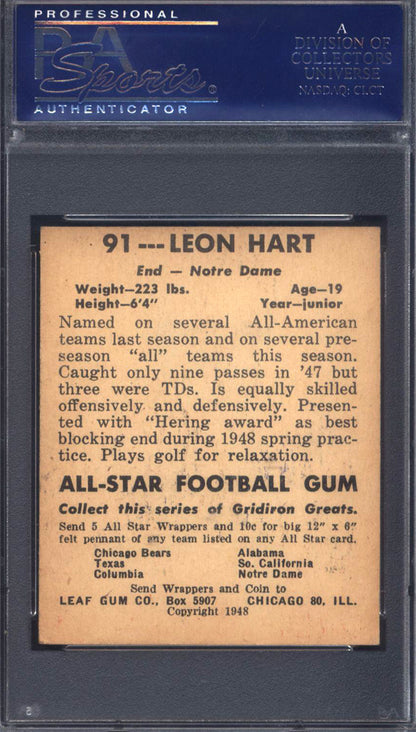 PROFESSIONAL
PSA
Sports®
AUTHENTICATOR
A
DIVISION OF
COLLECTORS
UNIVERSE
NASDAQ: CLCT
91---LEON HART
End — Notre Dame
Weight—223 lbs. Age—19
Height—6'4" Year—junior
Named on several All-American
teams last season and on several pre-
season "all" teams this season.
Caught only nine passes in '47 but
three were TDs. Is equally skilled
offensively and defensively. Presen-
ted with "Hering award" as best
blocking end during 1948 spring prac-
tice. Plays golf for relaxation.
ALL-STAR FOOTBALL GUM
Collect this series of Gridiron Greats.
Send 5 All Star Wrappers and 10c for big 12" x 6"
felt pennant of any team listed on any All Star card.
Chicago Bears Alabama
Texas So. California
Columbia Notre Dame
Send Wrappers and Coin to
LEAF GUM CO., Box 5907 CHICAGO 80, ILL.
Copyright 1948